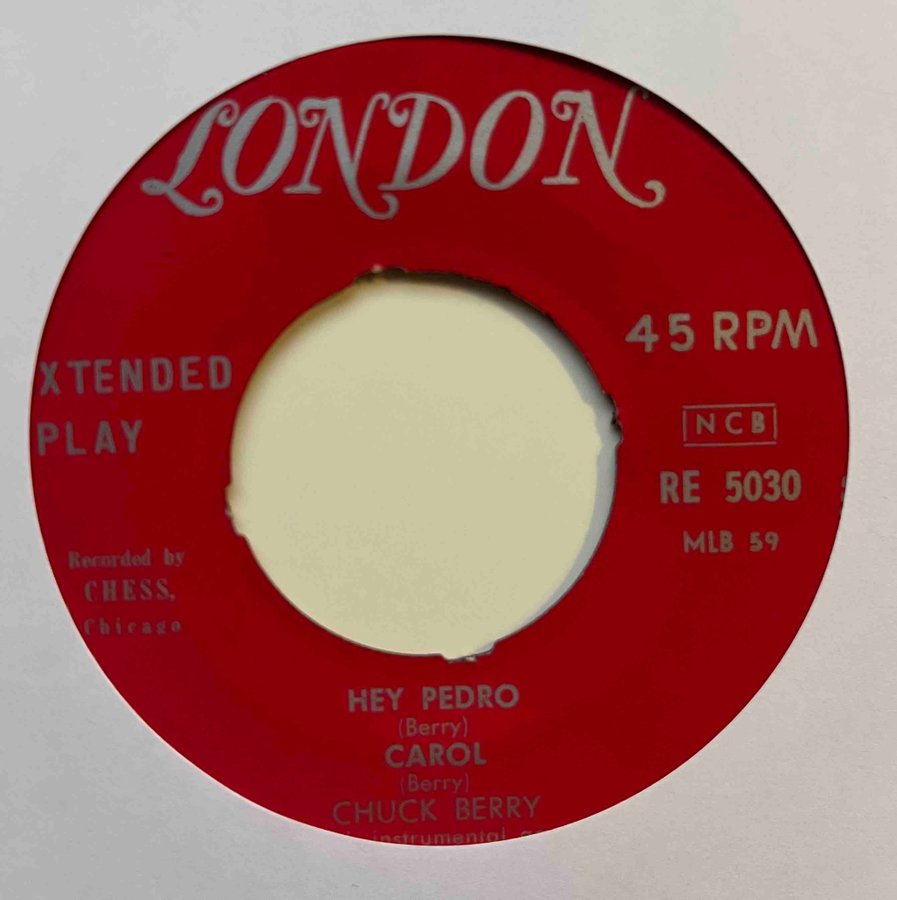 LONDON
45 RPM
XTENDED
PLAY
NCB
RE 5030
MLB 59
Recorded by
CHESS,
Chicago
HEY PEDRO
(Berry)
CAROL
(Berry)
CHUCK BERRY
instrumental